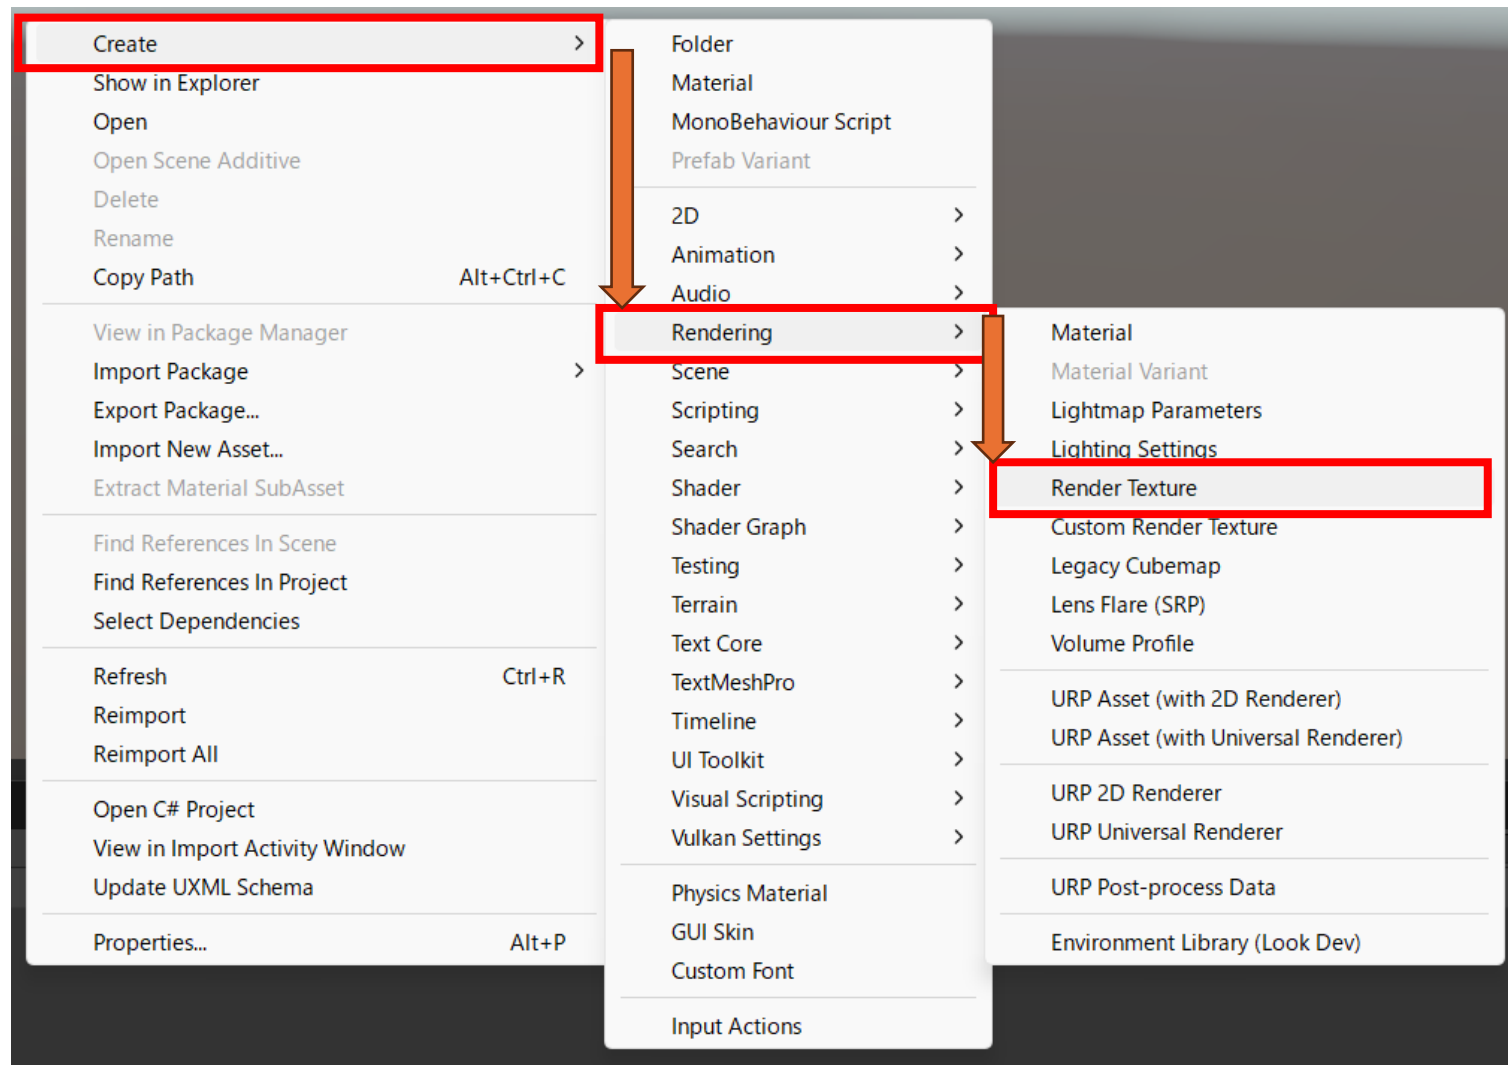 Create
Show in Explorer
Open
Open Scene Additive
Delete
Rename
Copy Path Alt+Ctrl+C
View in Package Manager
Import Package
Export Package...
Import New Asset...
Extract Material SubAsset
Find References In Scene
Find References In Project
Select Dependencies
Refresh Ctrl+R
Reimport
Reimport All
Open C# Project
View in Import Activity Window
Update UXML Schema
Properties... Alt+P
Folder
Material
MonoBehaviour Script
Prefab Variant
2D
Animation
Audio
Rendering
Scene
Scripting
Search
Shader
Shader Graph
Testing
Terrain
Text Core
TextMeshPro
Timeline
UI Toolkit
Visual Scripting
Vulkan Settings
Physics Material
GUI Skin
Custom Font
Input Actions
Material
Material Variant
Lightmap Parameters
Lighting Settings
Render Texture
Custom Render Texture
Legacy Cubemap
Lens Flare (SRP)
Volume Profile
URP Asset (with 2D Renderer)
URP Asset (with Universal Renderer)
URP 2D Renderer
URP Universal Renderer
URP Post-process Data
Environment Library (Look Dev)